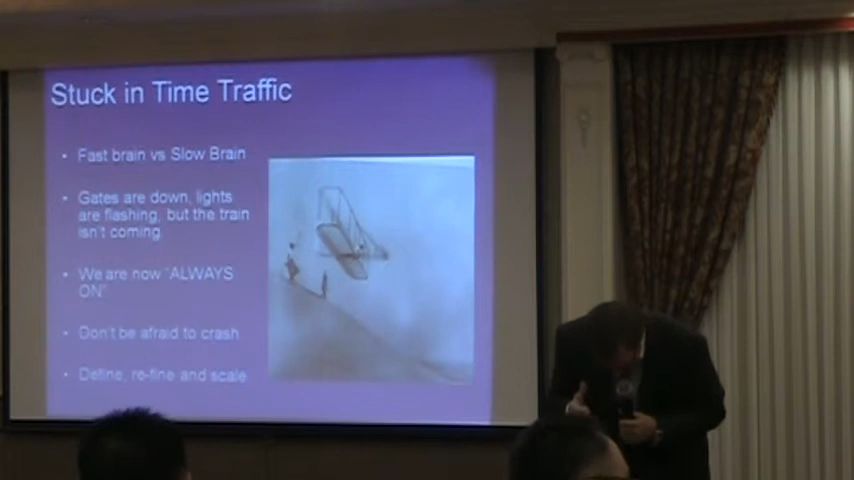 Stuck in Time Traffic
• Fast brain vs Slow Brain
• Gates are down, lights
are flashing, but the train
isn't coming
• We are now "ALWAYS
ON"
• Don't be afraid to crash
• Define, re-fine and scale